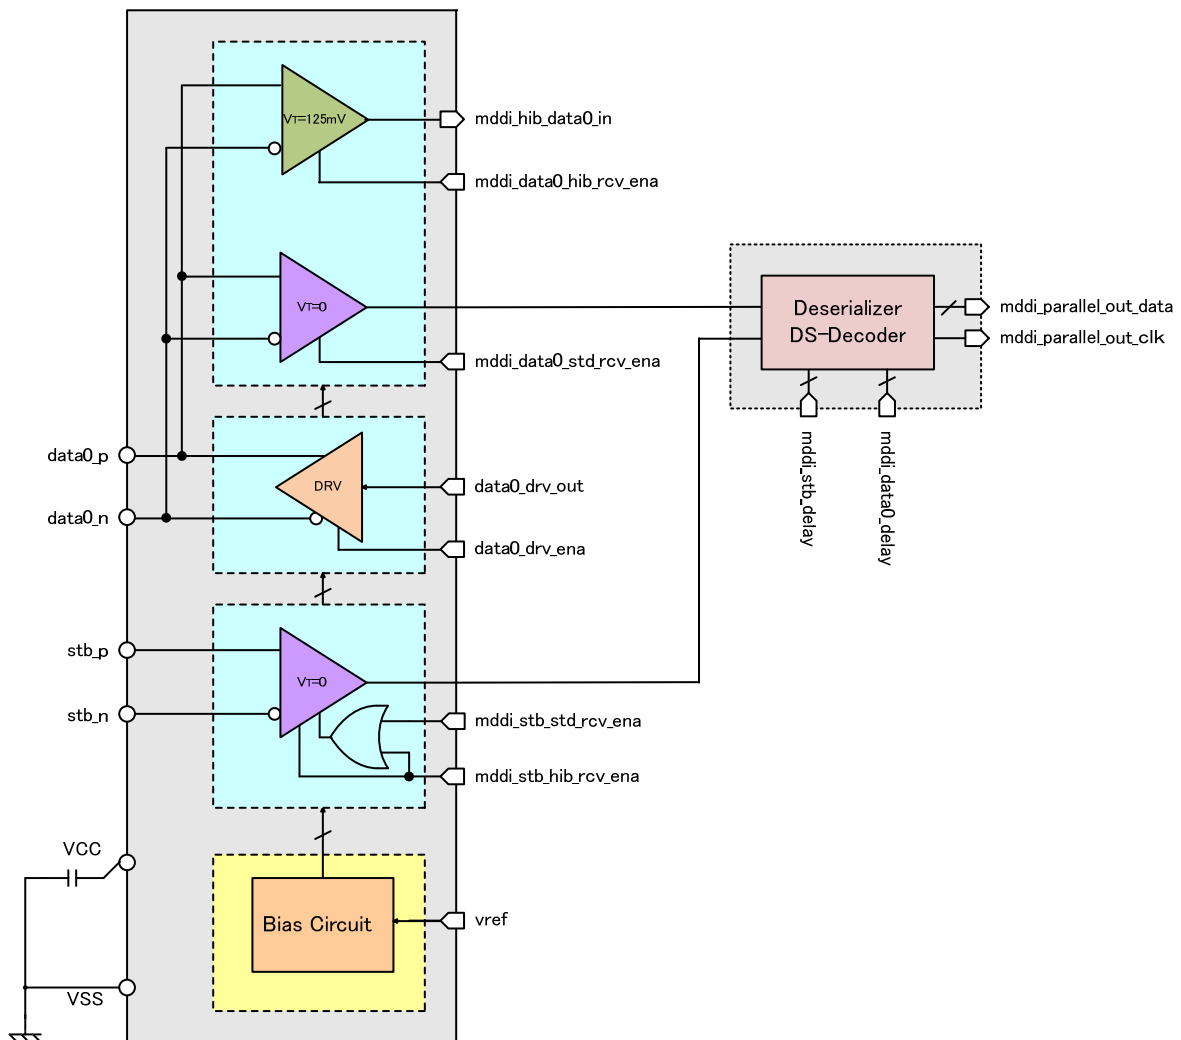 VT=125mV
mddi_hib_data0_in
mddi_data0_hib_rcv_ena
VT=0
mddi_data0_std_rcv_ena
Deserializer
DS-Decoder
mddi_parallel_out_data
mddi_parallel_out_clk
mddi_stb_delay
mddi_data0_delay
data0_p
data0_n
DRV
data0_drv_out
data0_drv_ena
stb_p
stb_n
VT=0
mddi_stb_std_rcv_ena
mddi_stb_hib_rcv_ena
VCC
VSS
Bias Circuit
vref